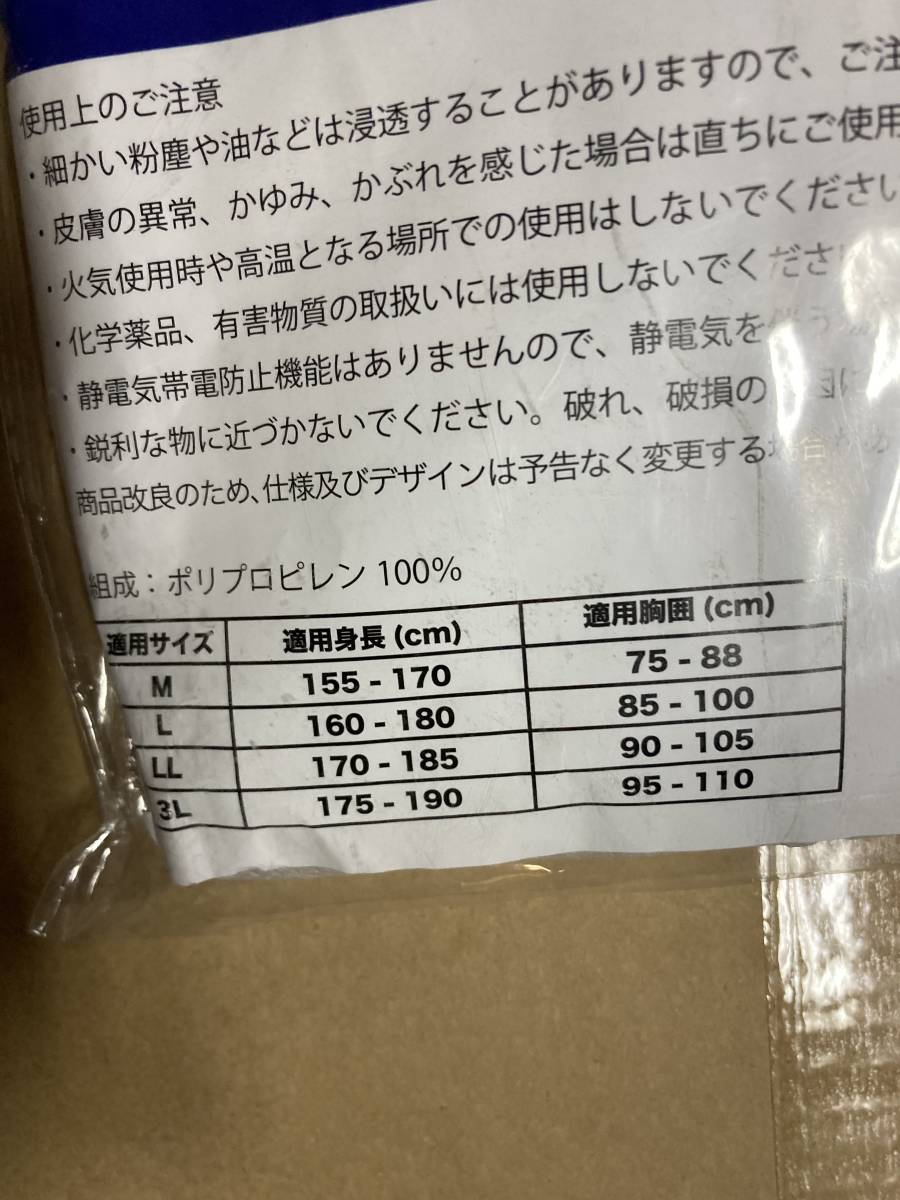 使用上のご注意
・細かい粉塵や油などは浸透することがありますので、ご注
・皮膚の異常、かゆみ、かぶれを感じた場合は直ちにご使用
・火気使用時や高温となる場所での使用はしないでください
・化学薬品、有害物質の取扱いには使用しないでくださ
・静電気帯電防止機能はありませんので、静電気を
・鋭利な物に近づかないでください。破れ、破損の
商品改良のため、仕様及びデザインは予告なく変更する場合
組成：ポリプロピレン 100%
適用サイズ 適用身長 (cm) 適用胸囲 (cm)
M 155 - 170 75 - 88
L 160 - 180 85 - 100
LL 170 - 185 90 - 105
3L 175 - 190 95 - 110